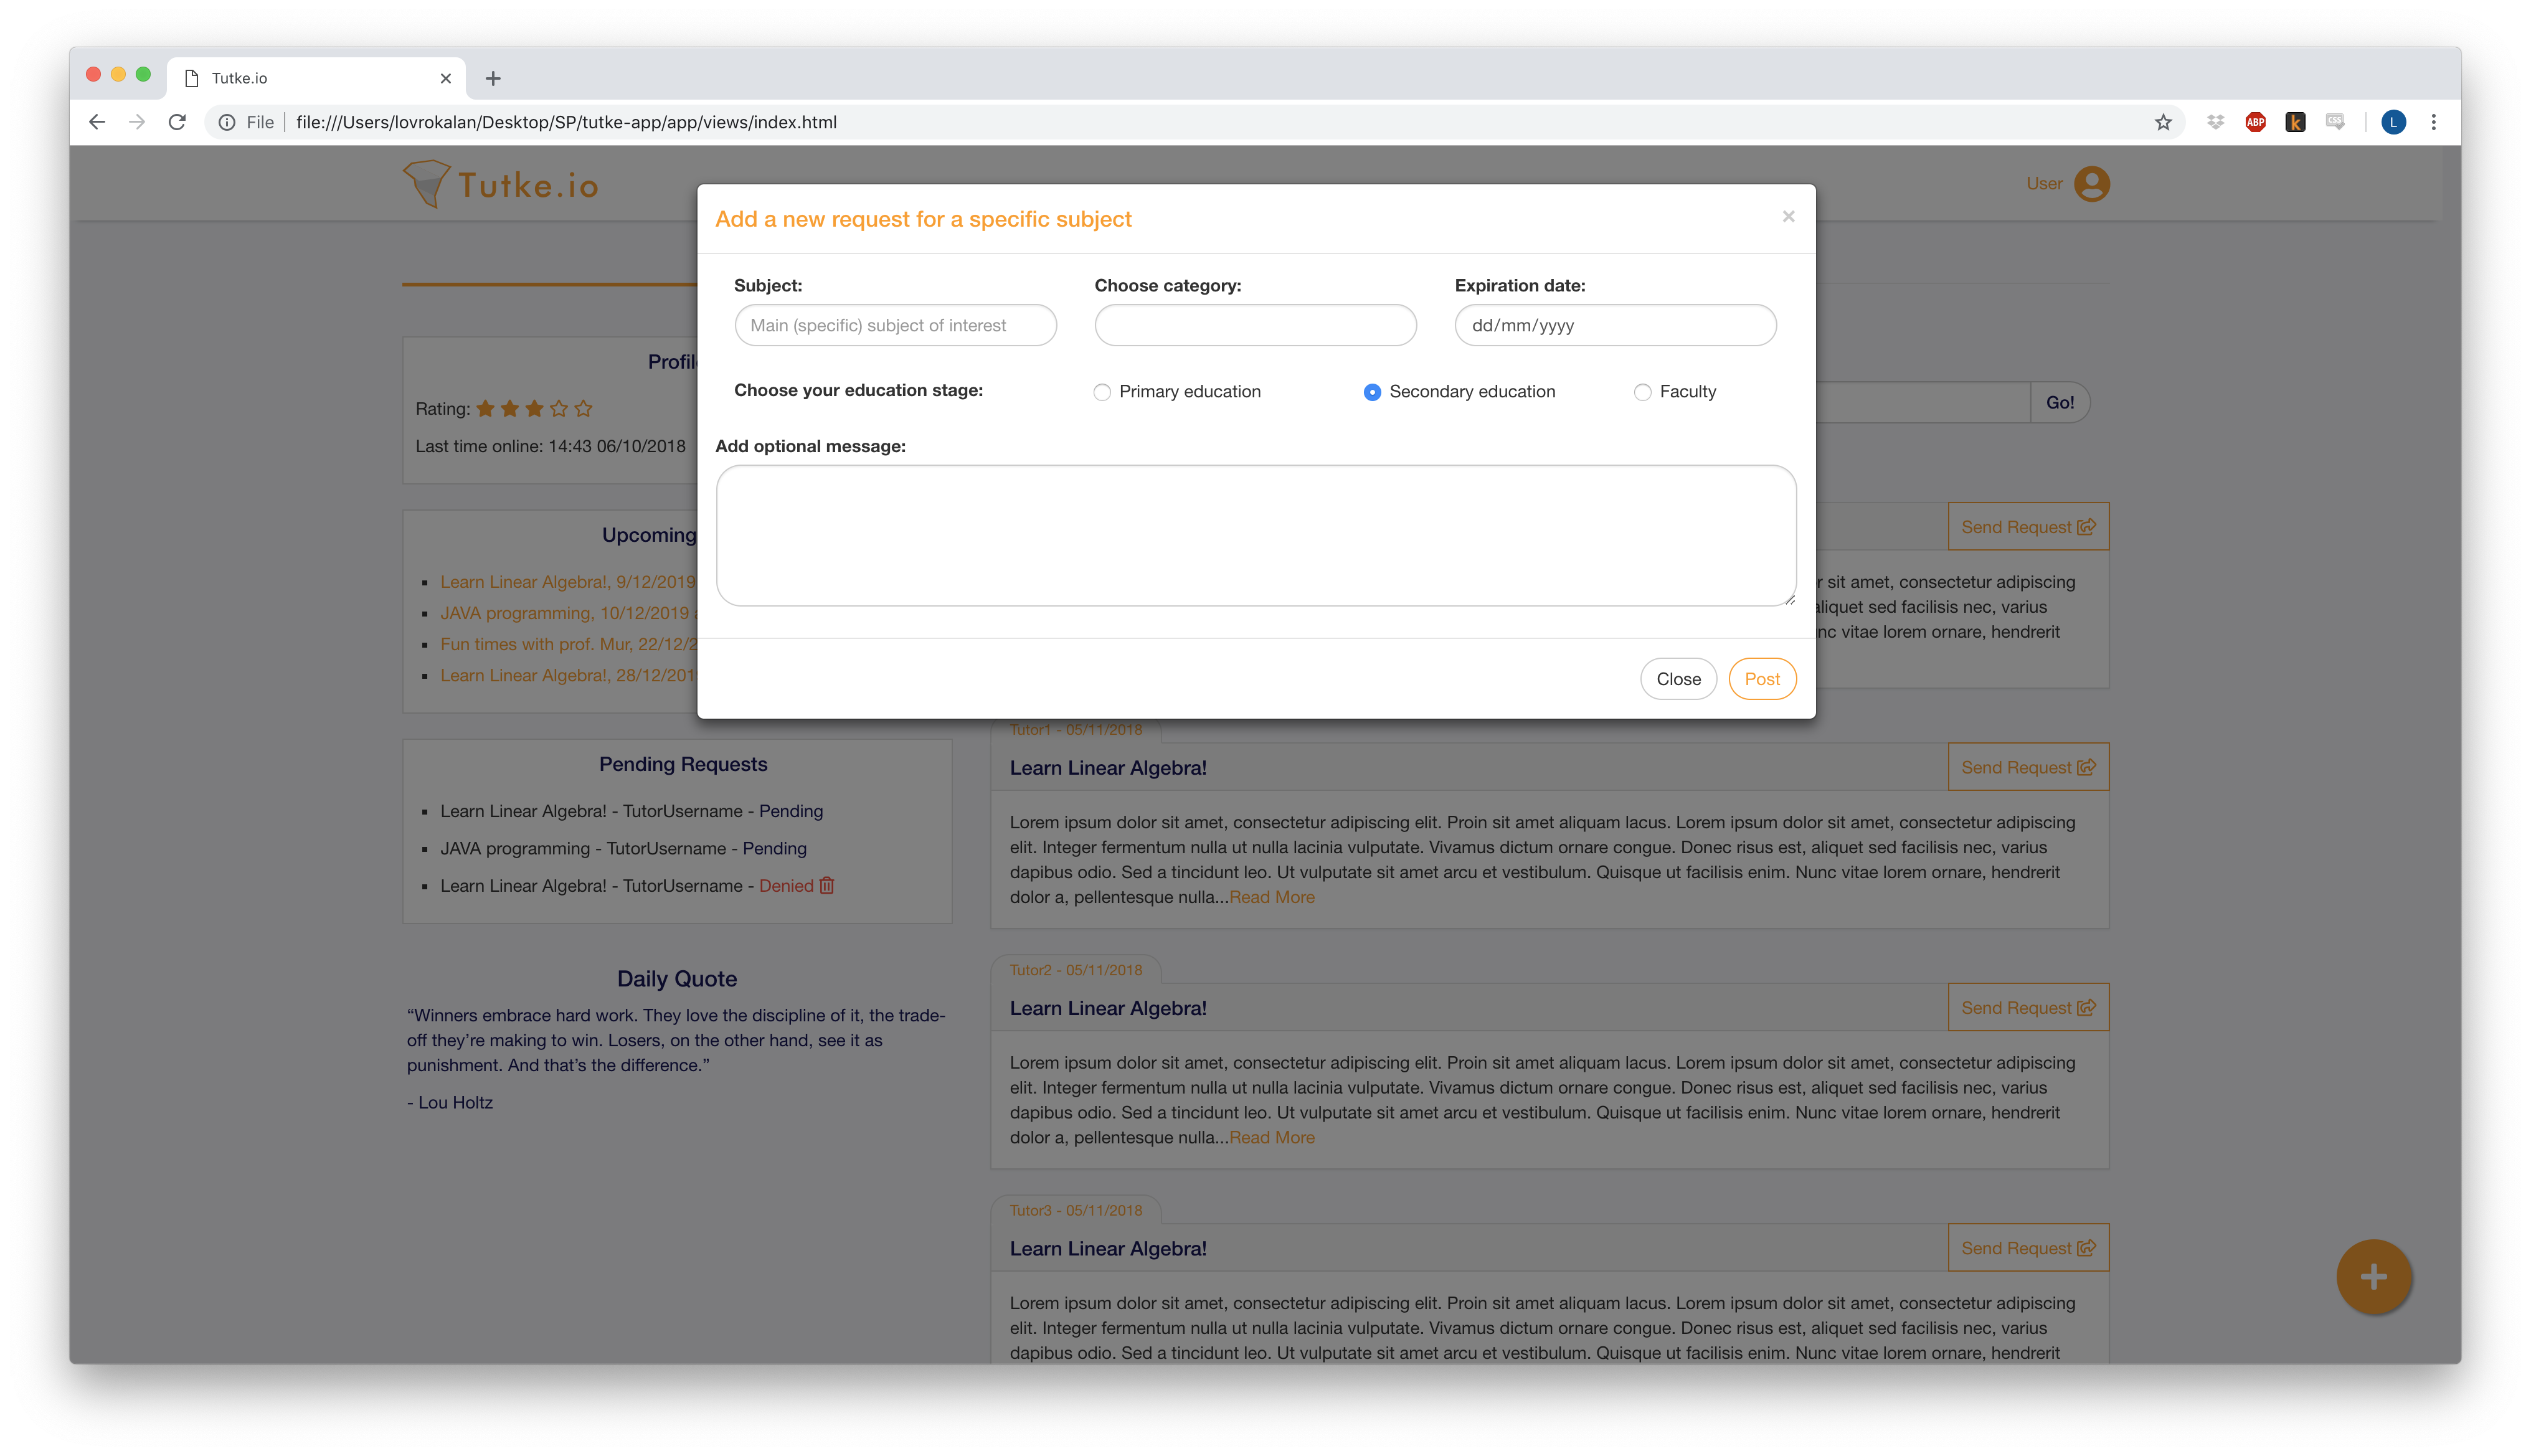 Tutke.io
File file:///Users/lovrokalan/Desktop/SP/tutke-app/app/views/index.html
ABP
k
CSS
L
Tutke.io
User
Add a new request for a specific subject
×
Subject:
Choose category:
Expiration date:
Main (specific) subject of interest
dd/mm/yyyy
Choose your education stage:
Primary education
Secondary education
Faculty
Add optional message:
Close
Post
Profil
Rating:
Last time online: 14:43 06/10/2018
Upcoming
Learn Linear Algebra!, 9/12/2019
JAVA programming, 10/12/2019
Fun times with prof. Mur, 22/12/2
Learn Linear Algebra!, 28/12/201
Pending Requests
Learn Linear Algebra! - TutorUsername - Pending
JAVA programming - TutorUsername - Pending
Learn Linear Algebra! - TutorUsername - Denied
Daily Quote
“Winners embrace hard work. They love the discipline of it, the trade-
off they’re making to win. Losers, on the other hand, see it as
punishment. And that’s the difference.”
- Lou Holtz
Go!
Send Request
r sit amet, consectetur adipiscing
aliquet sed facilisis nec, varius
nc vitae lorem ornare, hendrerit
Tutor1 - 05/11/2018
Learn Linear Algebra!
Send Request
Lorem ipsum dolor sit amet, consectetur adipiscing elit. Proin sit amet aliquam lacus. Lorem ipsum dolor sit amet, consectetur adipiscing
elit. Integer fermentum nulla ut nulla lacinia vulputate. Vivamus dictum ornare congue. Donec risus est, aliquet sed facilisis nec, varius
dapibus odio. Sed a tincidunt leo. Ut vulputate sit amet arcu et vestibulum. Quisque ut facilisis enim. Nunc vitae lorem ornare, hendrerit
dolor a, pellentesque nulla...Read More
Tutor2 - 05/11/2018
Learn Linear Algebra!
Send Request
Lorem ipsum dolor sit amet, consectetur adipiscing elit. Proin sit amet aliquam lacus. Lorem ipsum dolor sit amet, consectetur adipiscing
elit. Integer fermentum nulla ut nulla lacinia vulputate. Vivamus dictum ornare congue. Donec risus est, aliquet sed facilisis nec, varius
dapibus odio. Sed a tincidunt leo. Ut vulputate sit amet arcu et vestibulum. Quisque ut facilisis enim. Nunc vitae lorem ornare, hendrerit
dolor a, pellentesque nulla...Read More
Tutor3 - 05/11/2018
Learn Linear Algebra!
Send Request
Lorem ipsum dolor sit amet, consectetur adipiscing elit. Proin sit amet aliquam lacus. Lorem ipsum dolor sit amet, consectetur adipiscing
elit. Integer fermentum nulla ut nulla lacinia vulputate. Vivamus dictum ornare congue. Donec risus est, aliquet sed facilisis nec, varius
dapibus odio. Sed a tincidunt leo. Ut vulputate sit amet arcu et vestibulum. Quisque ut facilisis enim. Nunc vitae lorem ornare, hendrerit